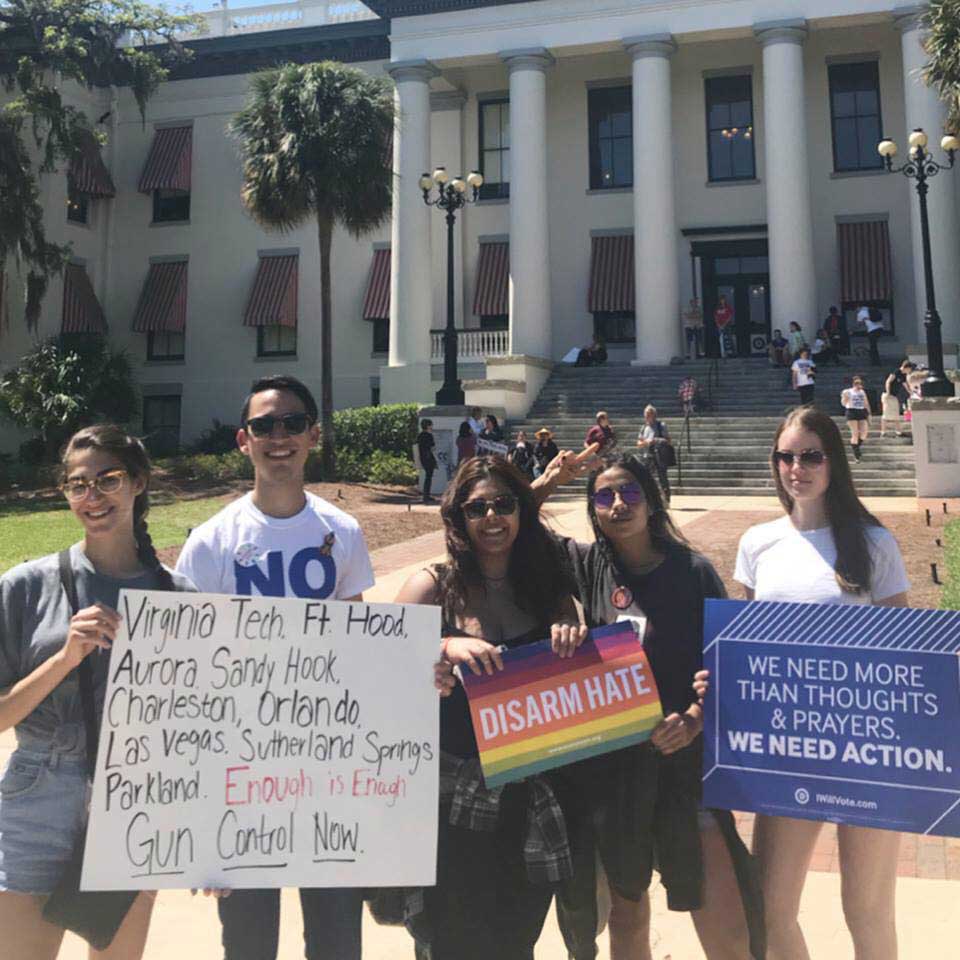 NO
Virginia Tech. Ft. Hood,
Aurora, Sandy Hook,
Charleston, Orlando,
Las Vegas. Sutherland Springs
Parkland. Enough is Enough
Gun Control Now.
DISARM HATE
WE NEED MORE
THAN THOUGHTS
& PRAYERS.
WE NEED ACTION.
IWillVote.com